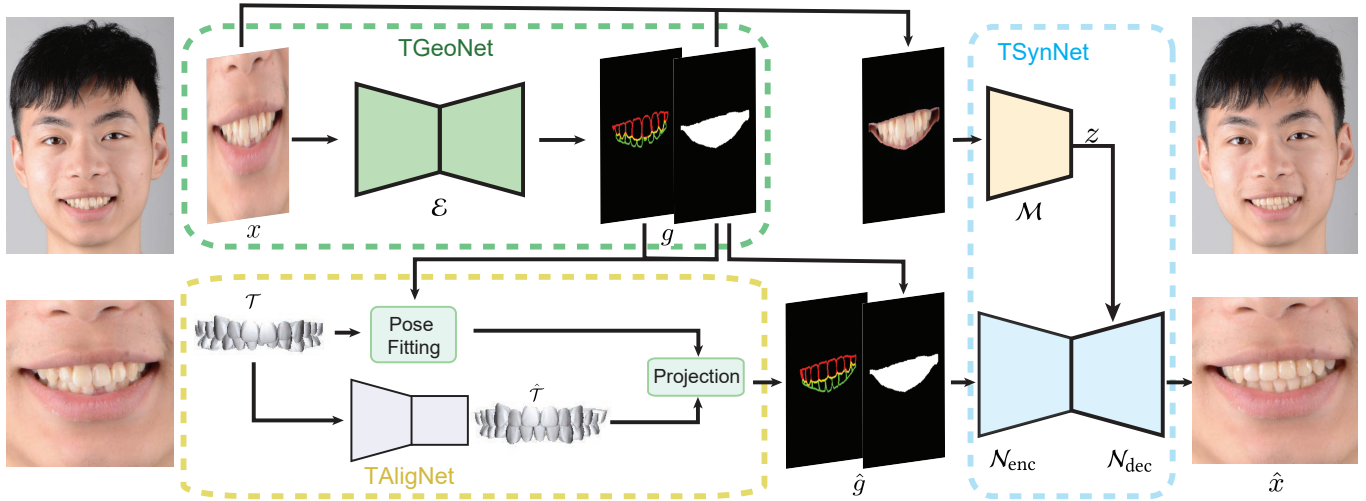 TGeoNet
TSynNet
x
ℰ
g
z
ℳ
𝒯
Pose
Fitting
Projection
𝒯̂
TAligNet
ĝ
𝒩enc
𝒩dec
x̂